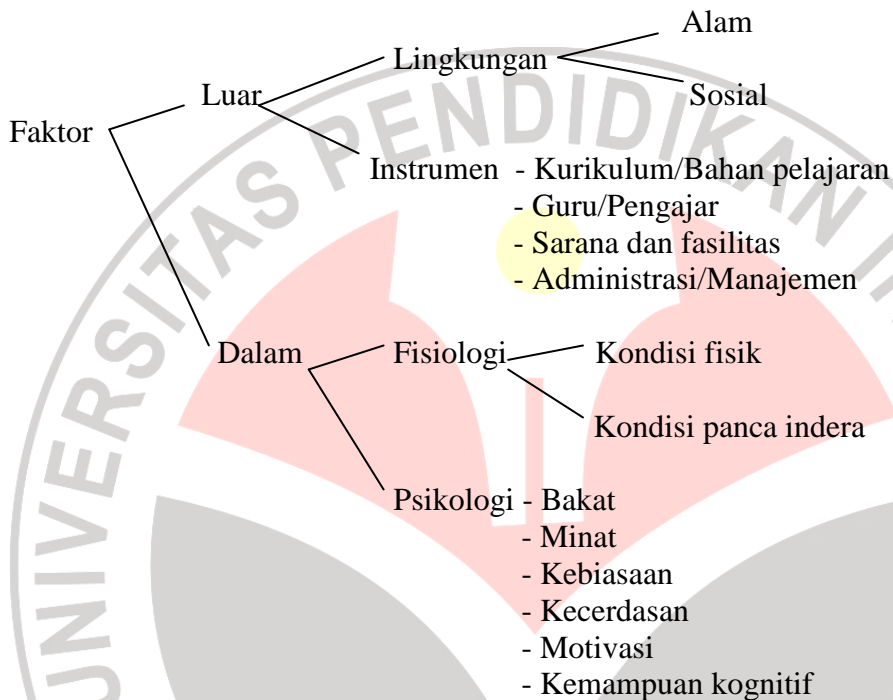 Alam
Lingkungan
Luar
Sosial
Faktor
Instrumen - Kurikulum/Bahan pelajaran
- Guru/Pengajar
- Sarana dan fasilitas
- Administrasi/Manajemen
Dalam
Fisiologi
Kondisi fisik
Kondisi panca indera
Psikologi - Bakat
- Minat
- Kebiasaan
- Kecerdasan
- Motivasi
- Kemampuan kognitif
UNIVERSITAS PENDIDIKAN